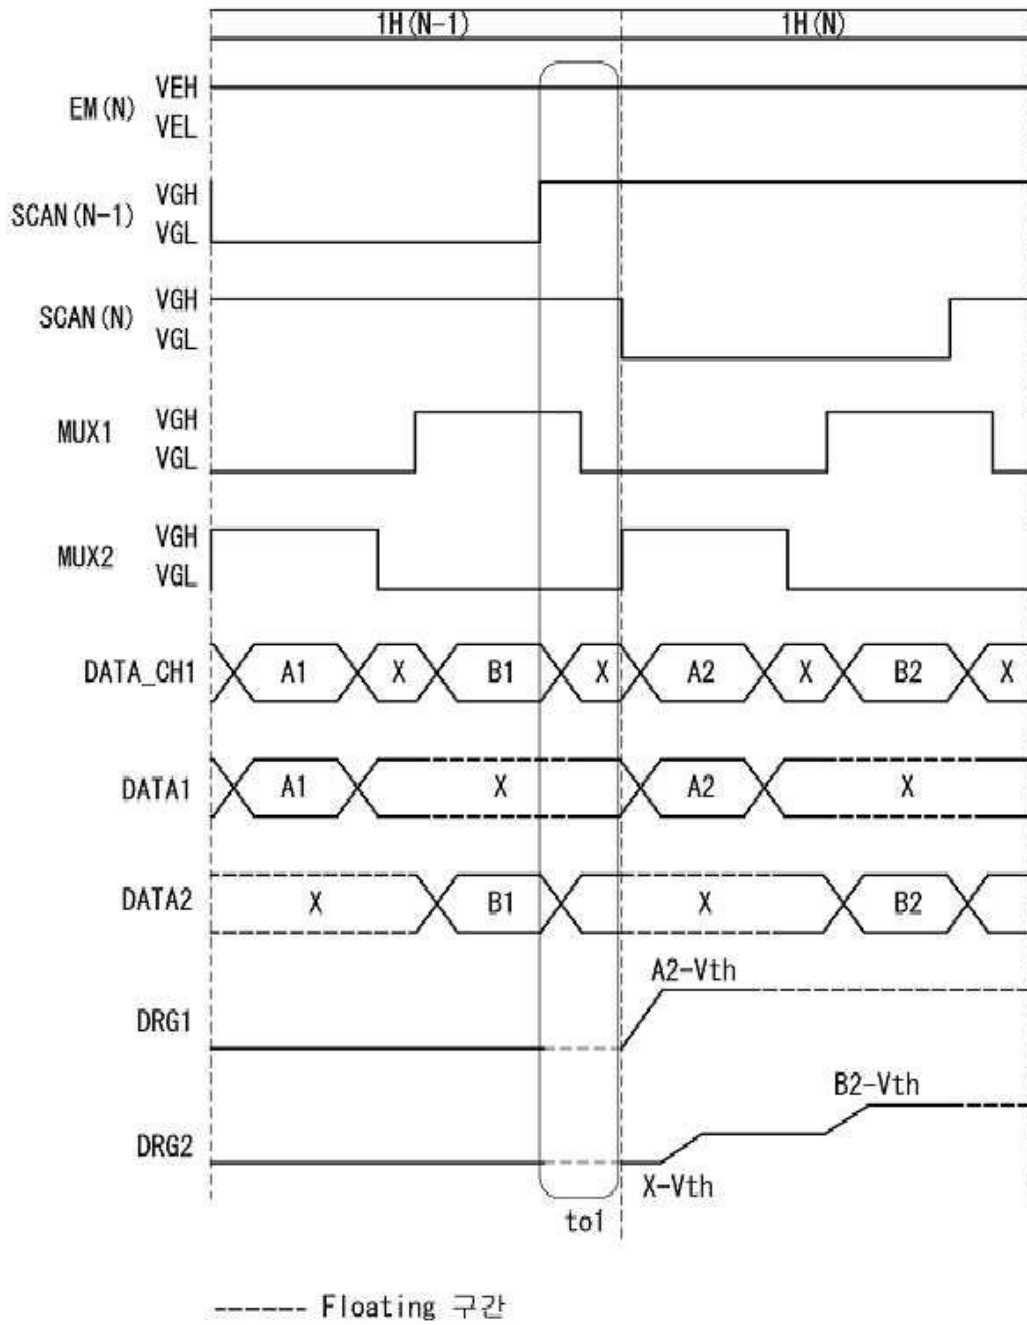 1H(N-1) 1H(N)
EM(N) VEH
VEL
SCAN(N-1) VGH
VGL
SCAN(N) VGH
VGL
MUX1 VGH
VGL
MUX2 VGH
VGL
DATA_CH1 A1 X B1 X A2 X B2 X
DATA1 A1 X A2 X
DATA2 X B1 X B2
A2-Vth
DRG1
B2-Vth
DRG2
X-Vth
to1
Floating 구간